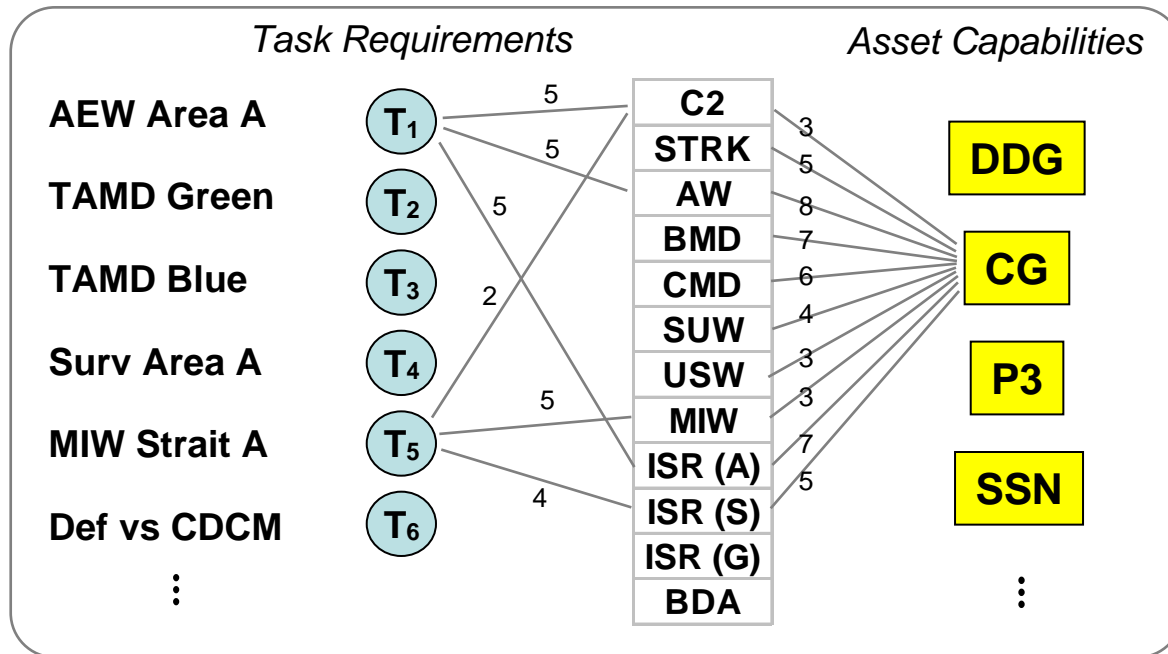 Task Requirements
Asset Capabilities
AEW Area A
TAMD Green
TAMD Blue
Surv Area A
MIW Strait A
Def vs CDCM
⋮
T1
T2
T3
T4
T5
T6
5
5
5
2
5
4
C2
STRK
AW
BMD
CMD
SUW
USW
MIW
ISR (A)
ISR (S)
ISR (G)
BDA
3
5
8
7
6
4
3
3
7
5
DDG
CG
P3
SSN
⋮